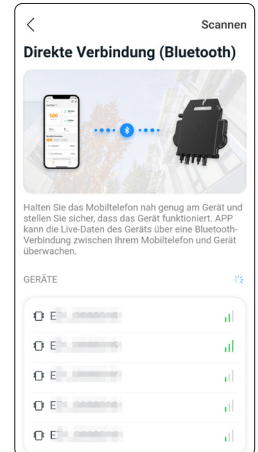 Scannen
Direkte Verbindung (Bluetooth)
Halten Sie das Mobiltelefon nah genug am Gerät und
stellen Sie sicher, dass das Gerät funktioniert. APP
kann die Live-Daten des Geräts über eine Bluetooth-
Verbindung zwischen Ihrem Mobiltelefon und Gerät
überwachen.
GERÄTE